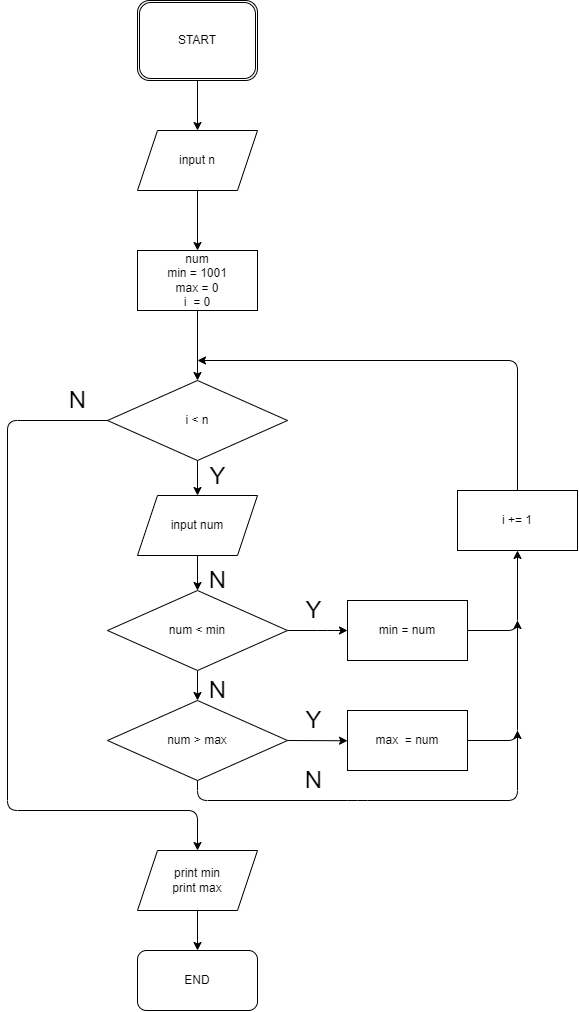 START
input n
num
min = 1001
max = 0
i = 0
N
i < n
Y
input num
i += 1
N
num < min
Y
min = num
N
num > max
Y
max = num
N
print min
print max
END